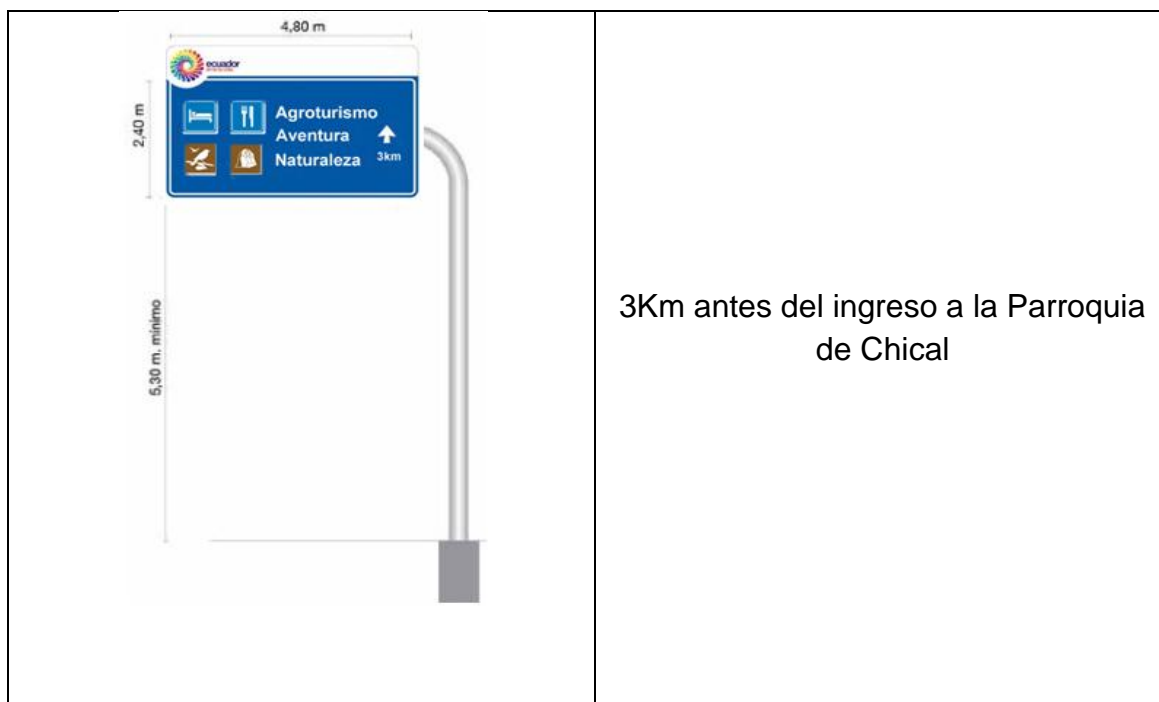 4,80 m
ecuador
2,40 m
Agroturismo
Aventura
Naturaleza
3km
5,30 m. mínimo
3Km antes del ingreso a la Parroquia
de Chical